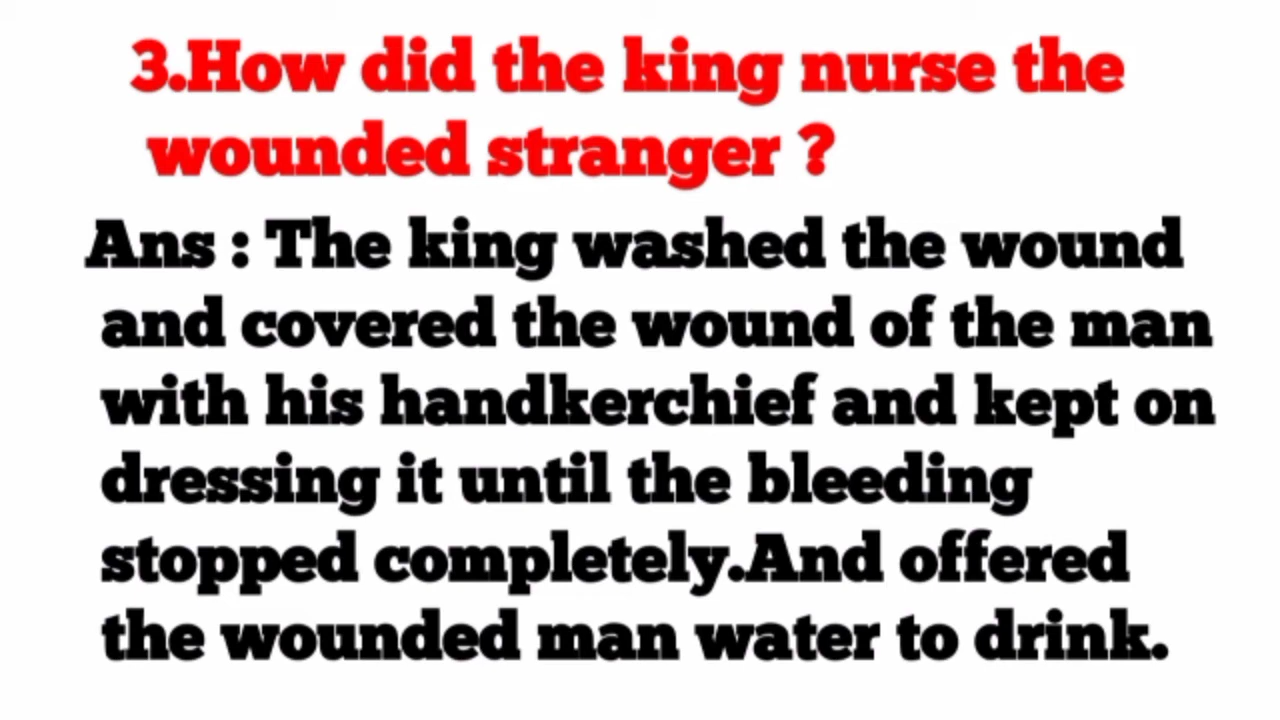 3.How did the king nurse the
wounded stranger ?
Ans : The king washed the wound
and covered the wound of the man
with his handkerchief and kept on
dressing it until the bleeding
stopped completely.And offered
the wounded man water to drink.